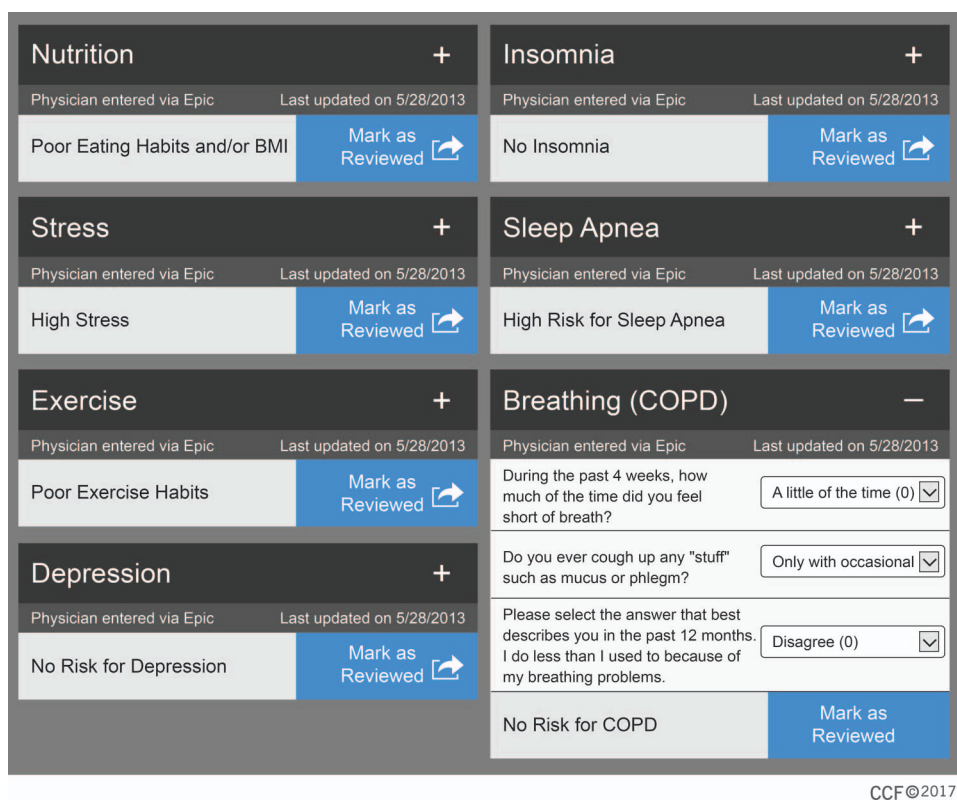 Nutrition +
Physician entered via Epic Last updated on 5/28/2013
Poor Eating Habits and/or BMI
Mark as
Reviewed
Stress +
Physician entered via Epic Last updated on 5/28/2013
High Stress
Mark as
Reviewed
Exercise +
Physician entered via Epic Last updated on 5/28/2013
Poor Exercise Habits
Mark as
Reviewed
Depression +
Physician entered via Epic Last updated on 5/28/2013
No Risk for Depression
Mark as
Reviewed
Insomnia +
Physician entered via Epic Last updated on 5/28/2013
No Insomnia
Mark as
Reviewed
Sleep Apnea +
Physician entered via Epic Last updated on 5/28/2013
High Risk for Sleep Apnea
Mark as
Reviewed
Breathing (COPD) −
Physician entered via Epic Last updated on 5/28/2013
During the past 4 weeks, how
much of the time did you feel
short of breath?
A little of the time (0)
Do you ever cough up any "stuff"
such as mucus or phlegm?
Only with occasional
Please select the answer that best
describes you in the past 12 months.
I do less than I used to because of
my breathing problems.
Disagree (0)
No Risk for COPD
Mark as
Reviewed
CCF©2017